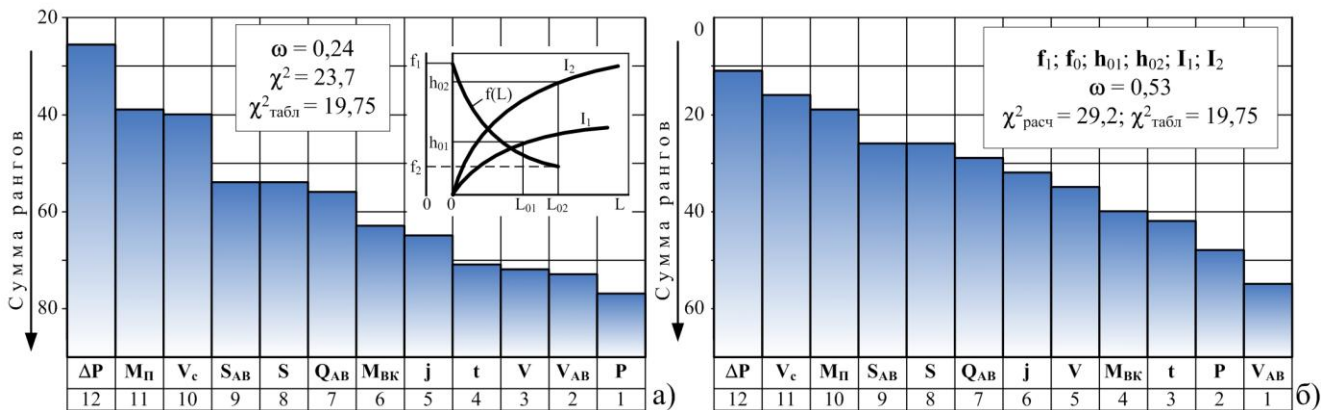 20
40
60
80
Сумма рангов
ω = 0,24
χ² = 23,7
χ²табл = 19,75
f₁
h₀₂
h₀₁
f₂
f(L)
I₂
I₁
0 0 L₀₁ L₀₂ L
ΔP MП Vс SАВ S QАВ MВК j t V VАВ P
12 11 10 9 8 7 6 5 4 3 2 1
а)
0
20
40
60
Сумма рангов
f₁; f₀; h₀₁; h₀₂; I₁; I₂
ω = 0,53
χ²расч = 29,2; χ²табл = 19,75
ΔP Vс MП SАВ S QАВ j V MВК t P VАВ
12 11 10 9 8 7 6 5 4 3 2 1
б)